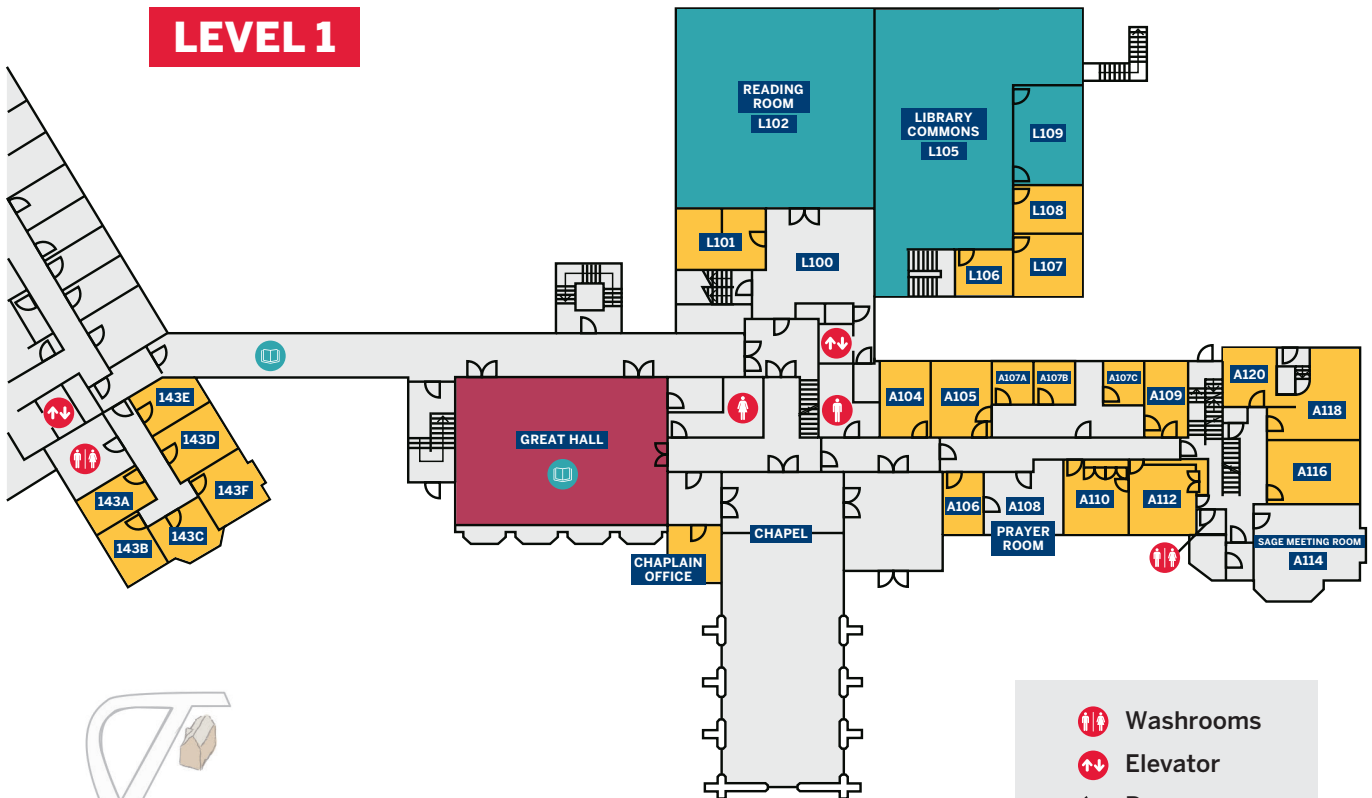 LEVEL 1
READING
ROOM
L102
LIBRARY
COMMONS
L105
L109
L108
L107
L106
L101
L100
A104
A105
A107A
A107B
A107C
A109
A120
A118
A116
143E
143D
143F
143A
143B
143C
GREAT HALL
CHAPEL
CHAPLAIN
OFFICE
A106
A108
PRAYER
ROOM
A110
A112
SAGE MEETING ROOM
A114
Washrooms
Elevator